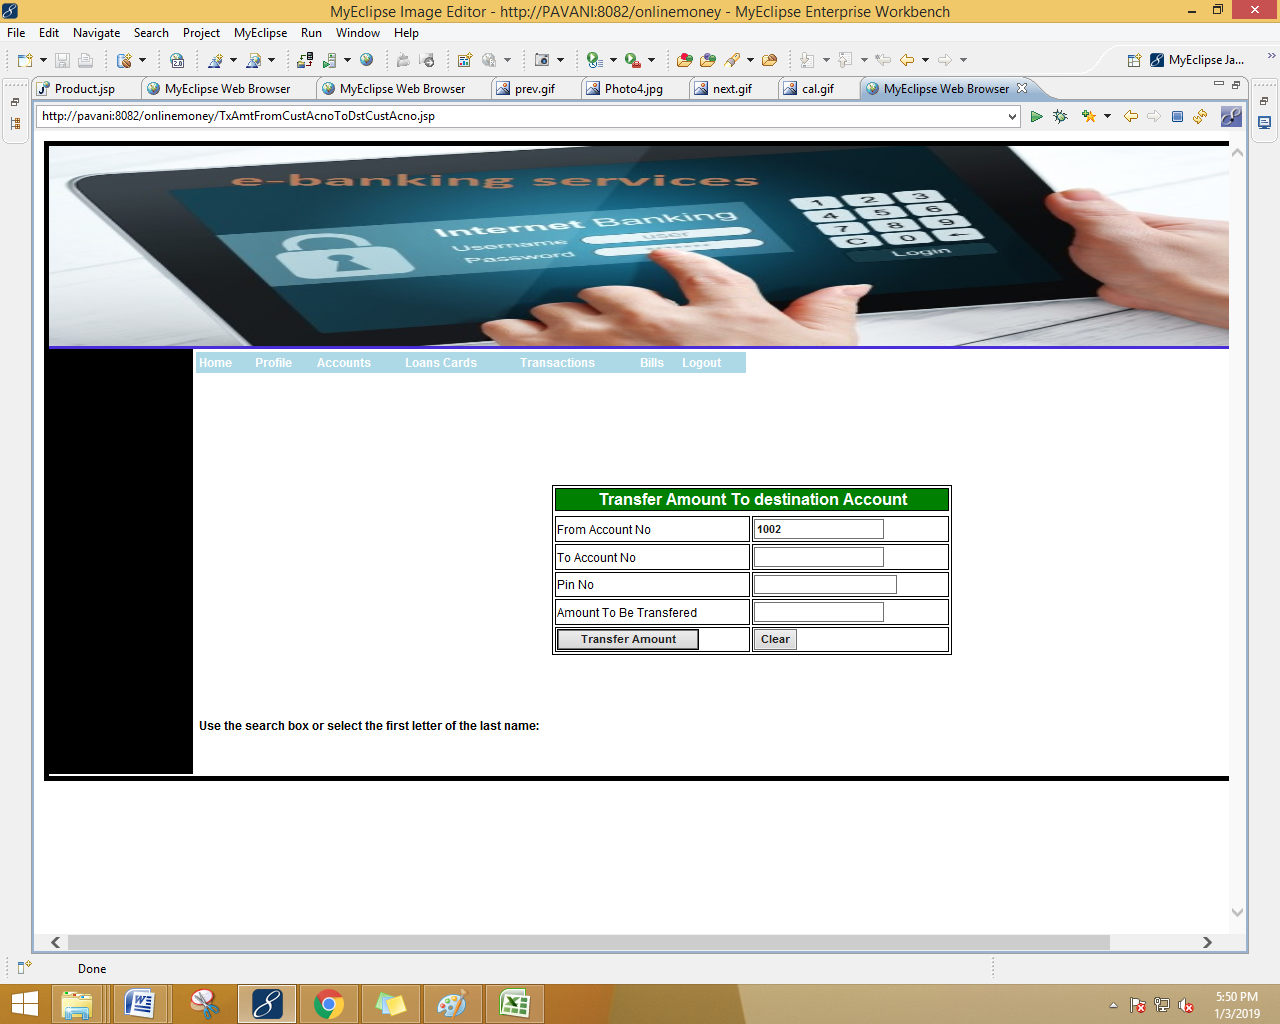 MyEclipse Image Editor - http://PAVANI:8082/onlinemoney - MyEclipse Enterprise Workbench
File Edit Navigate Search Project MyEclipse Run Window Help
2.0
MyEclipse Ja... »
Product.jsp MyEclipse Web Browser MyEclipse Web Browser prev.gif Photo4.jpg next.gif cal.gif MyEclipse Web Browser
http://pavani:8082/onlinemoney/TxAmtFromCustAcnoToDstCustAcno.jsp
e-banking services
Internet Banking
Username user
Password *******
1 2 3
4 5 6
7 8 9
C 0 ←
Login
Home Profile Accounts Loans Cards Transactions Bills Logout
Transfer Amount To destination Account
From Account No 1002
To Account No
Pin No
Amount To Be Transfered
Transfer Amount Clear
Use the search box or select the first letter of the last name:
Done
5:50 PM
1/3/2019